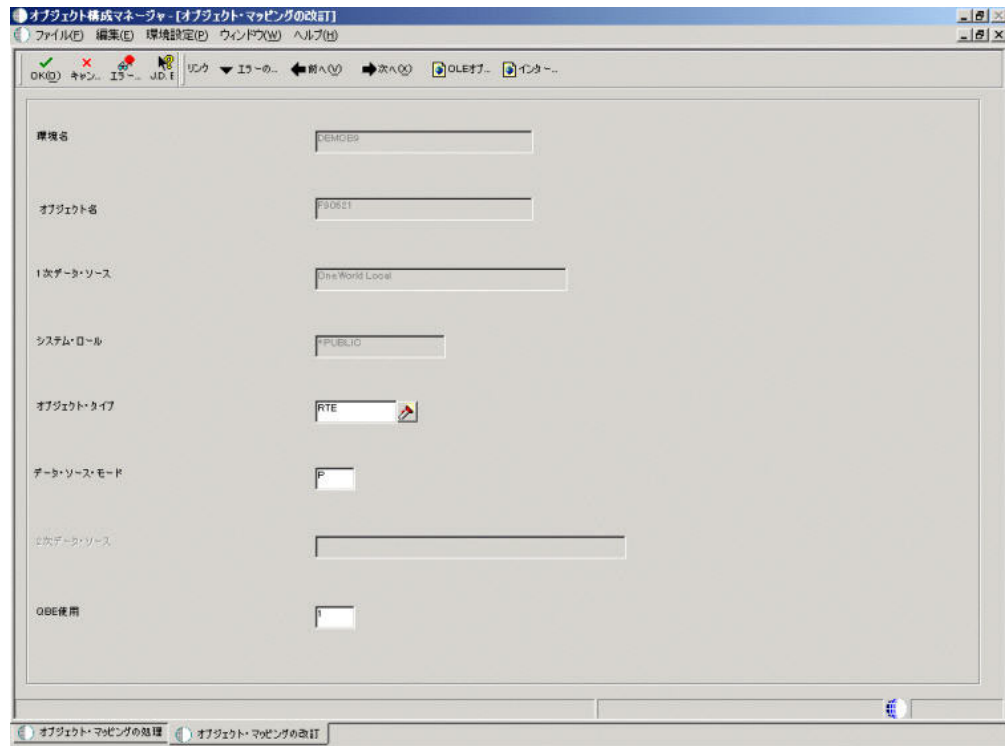 オブジェクト構成マネージャ - [オブジェクト・マッピングの改訂]
ファイル(F) 編集(E) 環境設定(P) ウィンドウ(W) ヘルプ(H)
OK(O) キャン... エラー... J.D. E リンク エラーの... 前へ(V) 次へ(X) OLEオブ... インター...
環境名 DEMOB9
オブジェクト名 F90621
1次データ・ソース OneWorld Local
システム・ロール *PUBLIC
オブジェクト・タイプ RTE
データ・ソース・モード P
2次データ・ソース
QBE使用 1
オブジェクト・マッピングの処理 オブジェクト・マッピングの改訂